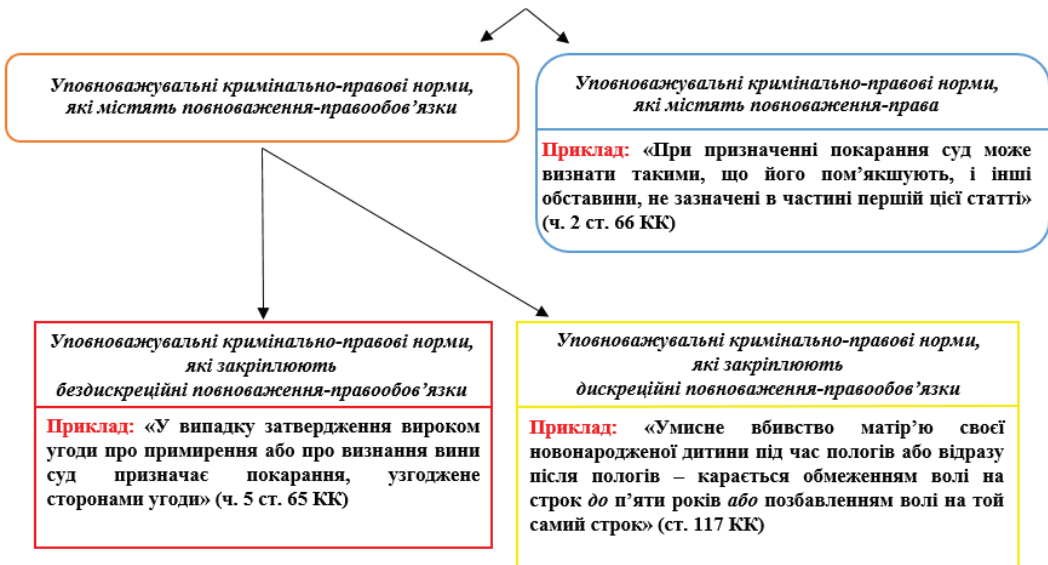 Уповноважувальні кримінально-правові норми,
які містять повноваження-правообов’язки
Уповноважувальні кримінально-правові норми,
які містять повноваження-права
Приклад: «При призначенні покарання суд може
визнати такими, що його пом’якшують, і інші
обставини, не зазначені в частині першій цієї статті»
(ч. 2 ст. 66 КК)
Уповноважувальні кримінально-правові норми,
які закріплюють
бездискреційні повноваження-правообов’язки
Приклад: «У випадку затвердження вироком
угоди про примирення або про визнання вини
суд призначає покарання, узгоджене
сторонами угоди» (ч. 5 ст. 65 КК)
Уповноважувальні кримінально-правові норми,
які закріплюють
дискреційні повноваження-правообов’язки
Приклад: «Умисне вбивство матір’ю своєї
новонародженої дитини під час пологів або відразу
після пологів – карається обмеженням волі на
строк до п’яти років або позбавленням волі на той
самий строк» (ст. 117 КК)